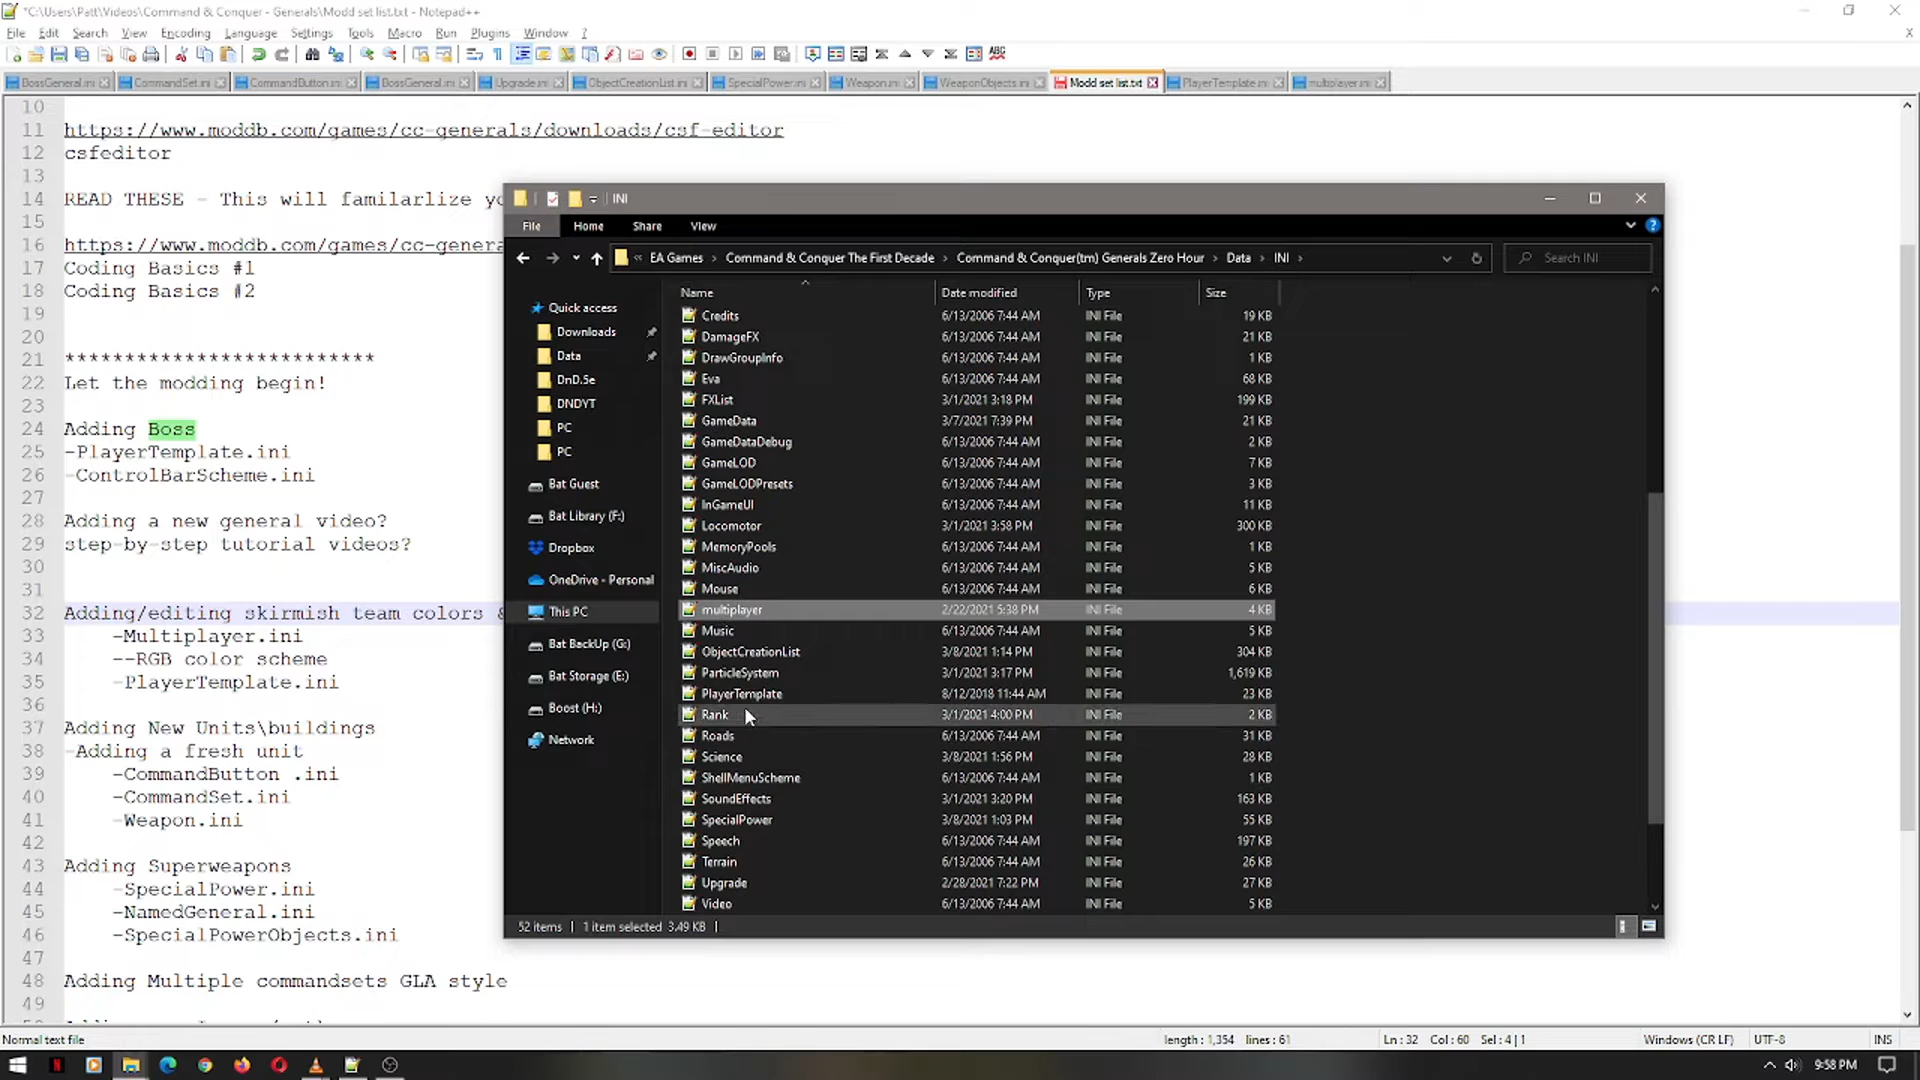 *C:\Users\Patt\Videos\Command & Conquer - Generals\Modd set list.txt - Notepad++
File Edit Search View Encoding Language Settings Tools Macro Run Plugins Window ?
BossGeneral.ini CommandSet.ini CommandButton.ini BossGeneral.ini Upgrade.ini ObjectCreationList.ini SpecialPower.ini Weapon.ini WeaponObjects.ini Modd set list.txt PlayerTemplate.ini multiplayer.ini
10
11 https://www.moddb.com/games/cc-generals/downloads/csf-editor
12 csfeditor
13
14 READ THESE - This will familarlize yo
15
16 https://www.moddb.com/games/cc-genera
17 Coding Basics #1
18 Coding Basics #2
19
20
21 **************************
22 Let the modding begin!
23
24 Adding Boss
25 -PlayerTemplate.ini
26 -ControlBarScheme.ini
27
28 Adding a new general video?
29 step-by-step tutorial videos?
30
31
32 Adding/editing skirmish team colors &
33 -Multiplayer.ini
34 --RGB color scheme
35 -PlayerTemplate.ini
36
37 Adding New Units\buildings
38 -Adding a fresh unit
39 -CommandButton .ini
40 -CommandSet.ini
41 -Weapon.ini
42
43 Adding Superweapons
44 -SpecialPower.ini
45 -NamedGeneral.ini
46 -SpecialPowerObjects.ini
47
48 Adding Multiple commandsets GLA style
49
INI
File Home Share View
« EA Games › Command & Conquer The First Decade › Command & Conquer(tm) Generals Zero Hour › Data › INI ›
Search INI
Quick access
Downloads
Data
DnD.5e
DNDYT
PC
PC
Bat Guest
Bat Library (F:)
Dropbox
OneDrive - Personal
This PC
Bat BackUp (G:)
Bat Storage (E:)
Boost (H:)
Network
Name Date modified Type Size
Credits 6/13/2006 7:44 AM INI File 19 KB
DamageFX 6/13/2006 7:44 AM INI File 21 KB
DrawGroupInfo 6/13/2006 7:44 AM INI File 1 KB
Eva 6/13/2006 7:44 AM INI File 68 KB
FXList 3/1/2021 3:18 PM INI File 199 KB
GameData 3/7/2021 7:39 PM INI File 21 KB
GameDataDebug 6/13/2006 7:44 AM INI File 2 KB
GameLOD 6/13/2006 7:44 AM INI File 7 KB
GameLODPresets 6/13/2006 7:44 AM INI File 3 KB
InGameUI 6/13/2006 7:44 AM INI File 11 KB
Locomotor 3/1/2021 3:58 PM INI File 300 KB
MemoryPools 6/13/2006 7:44 AM INI File 1 KB
MiscAudio 6/13/2006 7:44 AM INI File 5 KB
Mouse 6/13/2006 7:44 AM INI File 6 KB
multiplayer 2/22/2021 5:38 PM INI File 4 KB
Music 6/13/2006 7:44 AM INI File 5 KB
ObjectCreationList 3/8/2021 1:14 PM INI File 304 KB
ParticleSystem 3/1/2021 3:17 PM INI File 1,619 KB
PlayerTemplate 8/12/2018 11:44 AM INI File 23 KB
Rank 3/1/2021 4:00 PM INI File 2 KB
Roads 6/13/2006 7:44 AM INI File 31 KB
Science 3/8/2021 1:56 PM INI File 28 KB
ShellMenuScheme 6/13/2006 7:44 AM INI File 1 KB
SoundEffects 3/1/2021 3:20 PM INI File 163 KB
SpecialPower 3/8/2021 1:03 PM INI File 55 KB
Speech 6/13/2006 7:44 AM INI File 197 KB
Terrain 6/13/2006 7:44 AM INI File 26 KB
Upgrade 2/28/2021 7:22 PM INI File 27 KB
Video 6/13/2006 7:44 AM INI File 5 KB
52 items 1 item selected 3.49 KB
Normal text file length : 1,354 lines : 61 Ln : 32 Col : 60 Sel : 4 | 1 Windows (CR LF) UTF-8 INS
9:58 PM